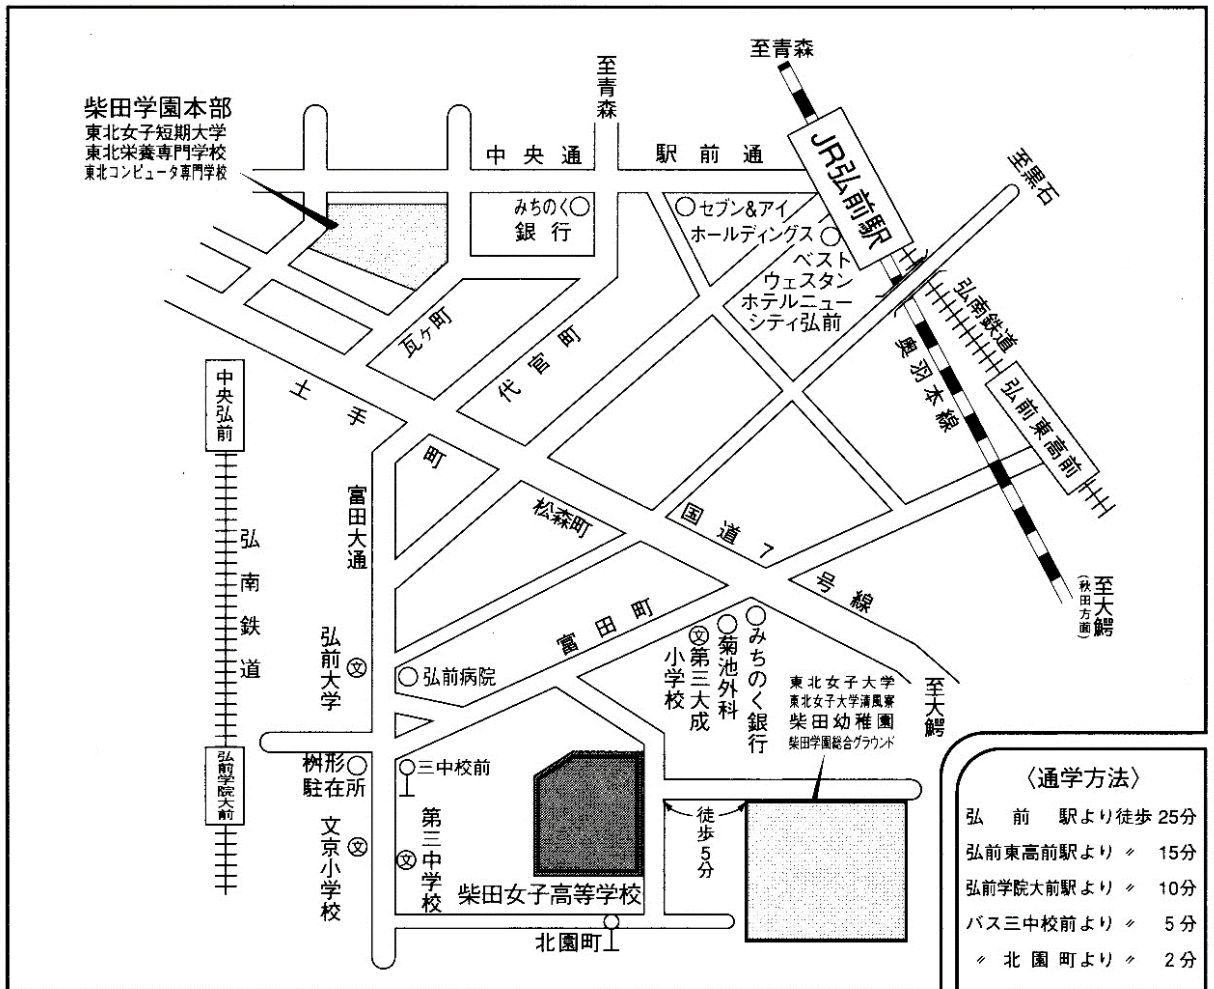 至青森
至青森
柴田学園本部
東北女子短期大学
東北栄養専門学校
東北コンピュータ専門学校
中央通
駅前通
JR弘前駅
至黒石
みちのく
銀行
セブン&アイ
ホールディングス
ベスト
ウェスタン
ホテルニュー
シティ弘前
弘南鉄道
奥羽本線
弘前東高前
瓦ヶ町
代官町
土手町
中央弘前
富田大通
松森町
国道7号線
弘南鉄道
富田町
至大鰐
(秋田方面)
弘前大学
文
弘前病院
文
第三大成
小学校
菊池外科
みちのく銀行
東北女子大学
東北女子大学清風寮
柴田幼稚園
柴田学園総合グラウンド
至大鰐
弘前学院大前
桝形
駐在所
三中校前
文京小学校
文
文
第三中学校
柴田女子高等学校
徒歩5分
北園町
〈通学方法〉
弘前駅より徒歩25分
弘前東高前駅より〃15分
弘前学院大前駅より〃10分
バス三中校前より〃5分
〃北園町より〃2分